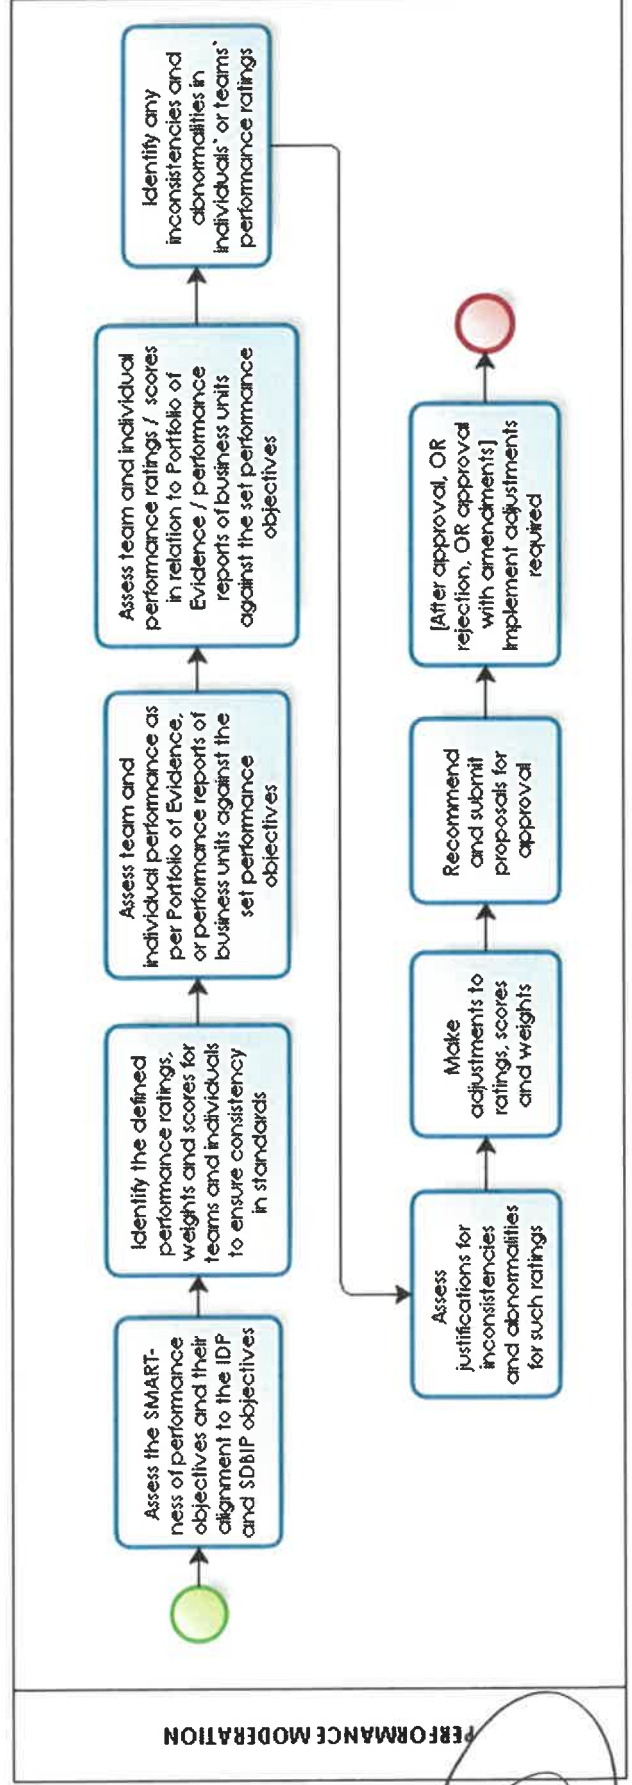 PERFORMANCE MODERATION
Assess the SMART-
ness of performance
objectives and their
alignment to the IDP
and SDBIP objectives
Identify the defined
performance ratings,
weights and scores for
teams and individuals
to ensure consistency
in standards
Assess team and
individual performance as
per Portfolio of Evidence,
or performance reports of
business units against the
set performance
objectives
Assess team and individual
performance ratings / scores
in relation to Portfolio of
Evidence / performance
reports of business units
against the set performance
objectives
Identify any
inconsistencies and
abnormalities in
individuals` or teams`
performance ratings
Assess
justifications for
inconsistencies
and abnormalities
for such ratings
Make
adjustments to
ratings, scores
and weights
Recommend
and submit
proposals for
approval
[After approval, OR
rejection, OR approval
with amendments]
Implement adjustments
required